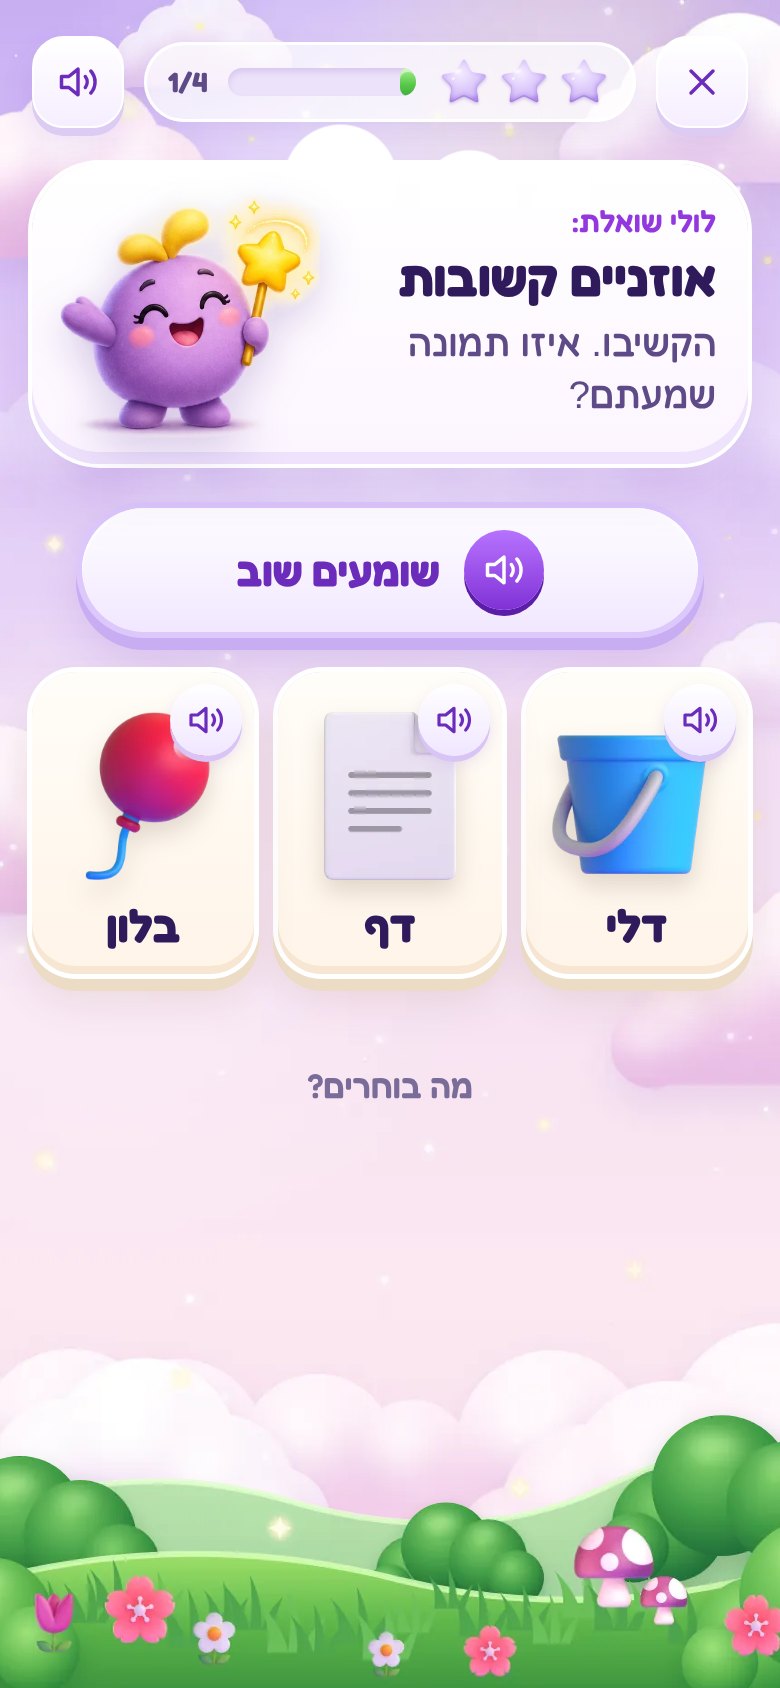 1/4
לולי שואלת:
אוזניים קשובות
הקשיבו. איזו תמונה
שמעתם?
שומעים שוב
דלי
דף
בלון
מה בוחרים?